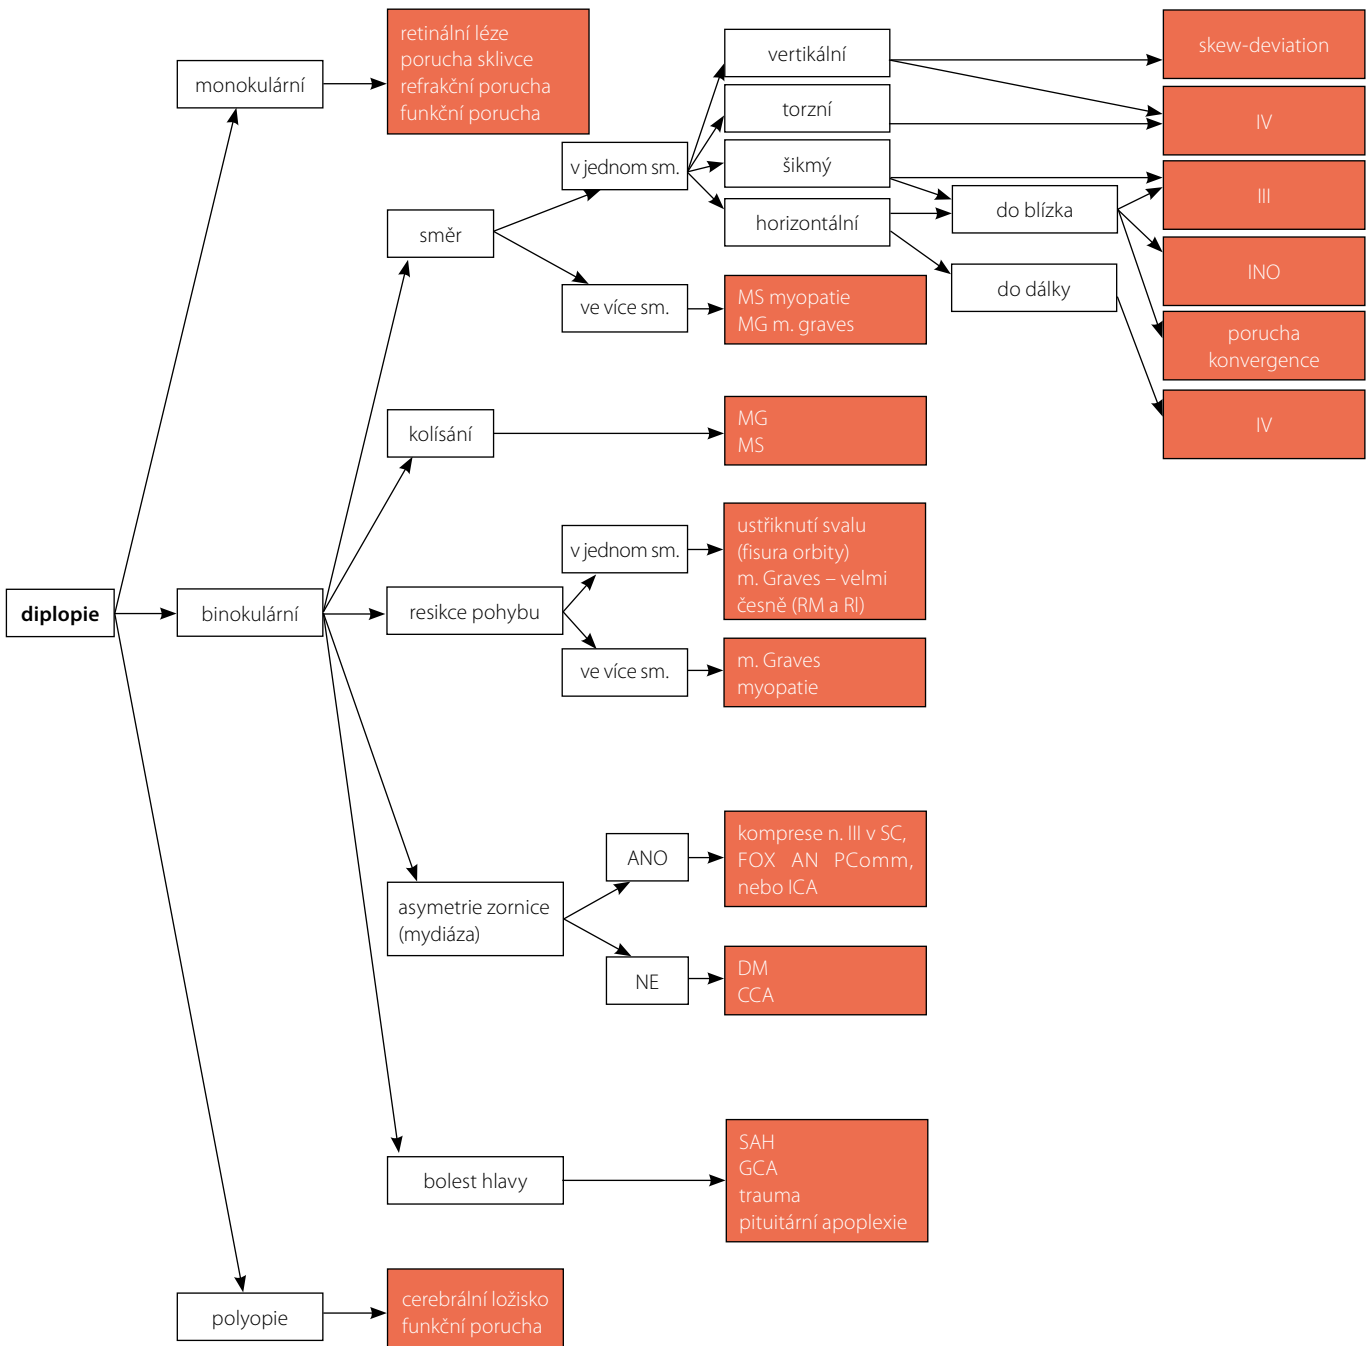 diplopie
monokulární
retinální léze
porucha sklivce
refrakční porucha
funkční porucha
binokulární
směr
v jednom sm.
vertikální
torzní
šikmý
horizontální
do blízka
do dálky
skew-deviation
IV
III
INO
porucha
konvergence
IV
ve více sm.
MS myopatie
MG m. graves
kolísání
MG
MS
resikce pohybu
v jednom sm.
ustřiknutí svalu
(fisura orbity)
m. Graves – velmi
česně (RM a RI)
ve více sm.
m. Graves
myopatie
asymetrie zornice
(mydiáza)
ANO
komprese n. III v SC,
FOX AN PComm,
nebo ICA
NE
DM
CCA
bolest hlavy
SAH
GCA
trauma
pituitární apoplexie
polyopie
cerebrální ložisko
funkční porucha